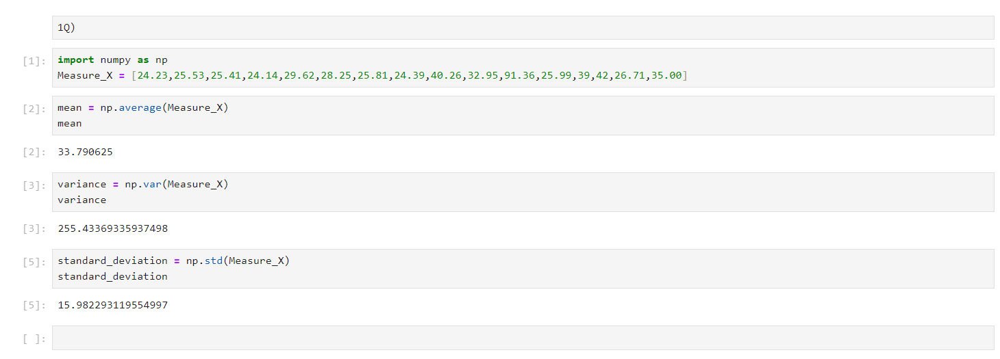 1Q)
[1]: import numpy as np
Measure_X = [24.23,25.53,25.41,24.14,29.62,28.25,25.81,24.39,40.26,32.95,91.36,25.99,39,42,26.71,35.00]
[2]: mean = np.average(Measure_X)
mean
[2]: 33.790625
[3]: variance = np.var(Measure_X)
variance
[3]: 255.43369335937498
[5]: standard_deviation = np.std(Measure_X)
standard_deviation
[5]: 15.982293119554997
[ ]: